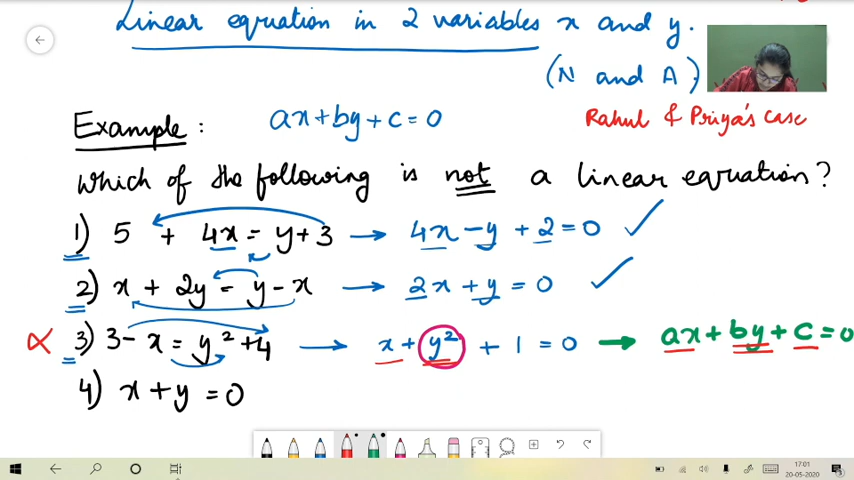 Linear equation in 2 variables x and y.
(N and A)
Example : ax+by+c=0 Rahul & Priya's case
Which of the following is not a linear equation?
1) 5 + 4x = y+3 → 4x - y + 2 = 0 ✓
2) x + 2y = y - x → 2x + y = 0 ✓
3) 3 - x = y² + 4 → x + y² + 1 = 0 → ax + by + c = 0
4) x + y = 0
17:01
20-05-2020